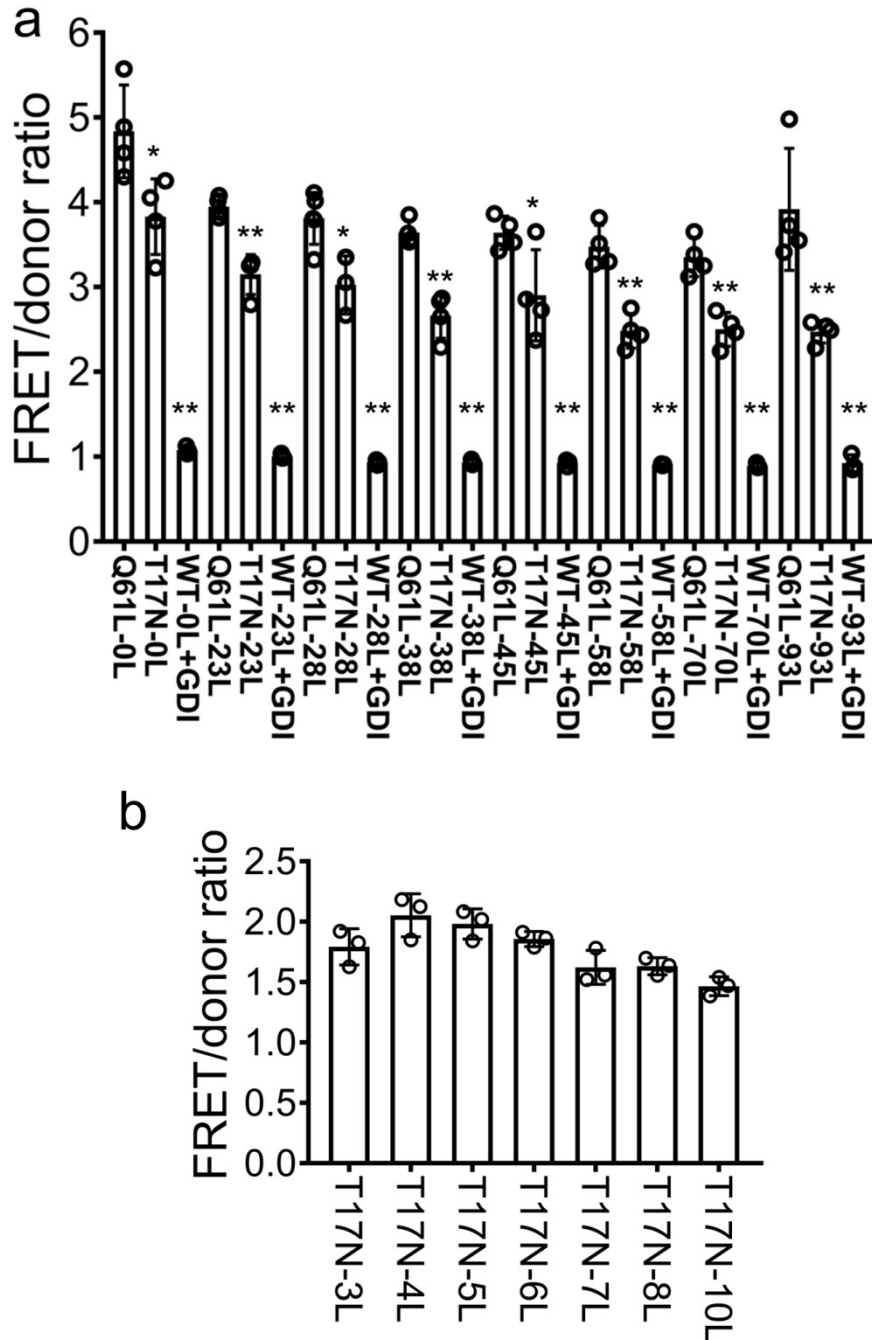 a
FRET/donor ratio
6
5
4
3
2
1
0
*
**
**
**
*
**
**
**
*
**
**
**
**
**
**
**
Q61L-0L
T17N-0L
WT-0L+GDI
Q61L-23L
T17N-23L
WT-23L+GDI
Q61L-28L
T17N-28L
WT-28L+GDI
Q61L-38L
T17N-38L
WT-38L+GDI
Q61L-45L
T17N-45L
WT-45L+GDI
Q61L-58L
T17N-58L
WT-58L+GDI
Q61L-70L
T17N-70L
WT-70L+GDI
Q61L-93L
T17N-93L
WT-93L+GDI
b
FRET/donor ratio
2.5
2.0
1.5
1.0
0.5
0.0
T17N-3L
T17N-4L
T17N-5L
T17N-6L
T17N-7L
T17N-8L
T17N-10L